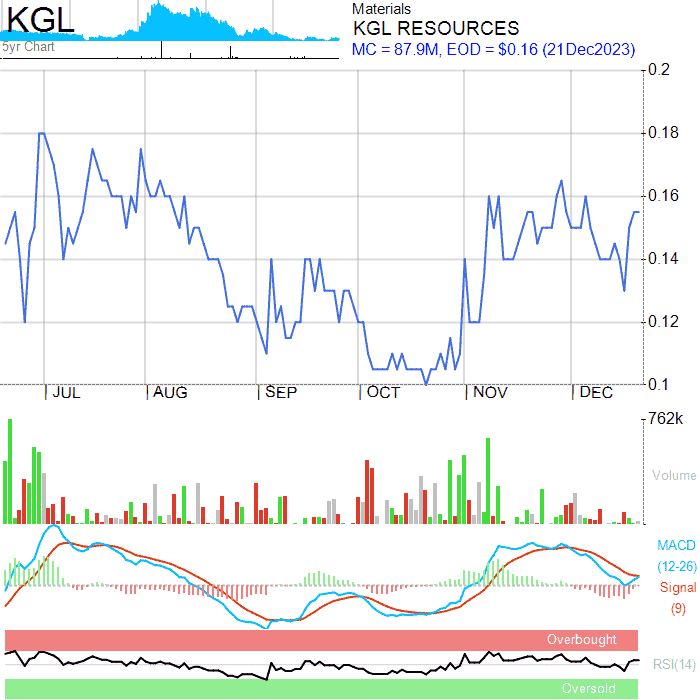 KGL
5yr Chart
Materials
KGL RESOURCES
MC = 87.9M, EOD = $0.16 (21Dec2023)
0.2
0.18
0.16
0.14
0.12
0.1
JUL AUG SEP OCT NOV DEC
762k
Volume
MACD
(12-26)
Signal
(9)
Overbought
RSI(14)
Oversold